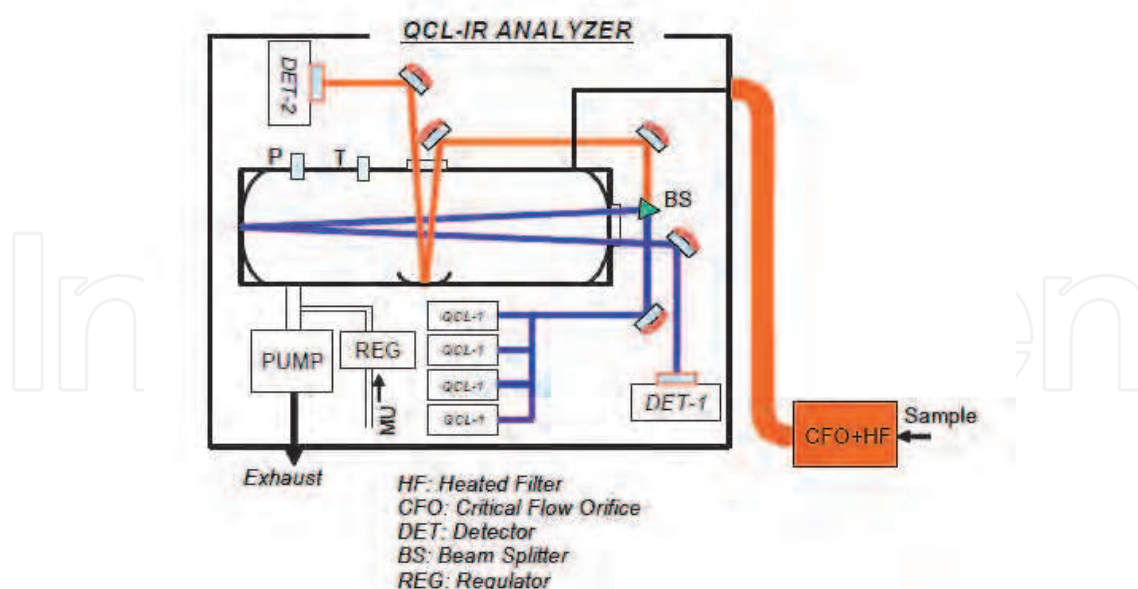 QCL-IR ANALYZER
DET-2
P
T
BS
QCL-1
QCL-1
QCL-1
QCL-1
PUMP
REG
MU
DET-1
CFO+HF
Sample
Exhaust
HF: Heated Filter
CFO: Critical Flow Orifice
DET: Detector
BS: Beam Splitter
REG: Regulator